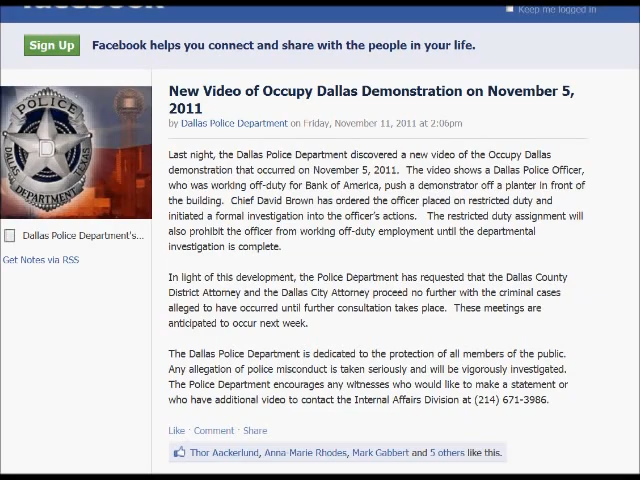 Keep me logged in
Sign Up
Facebook helps you connect and share with the people in your life.
POLICE
D
DALLAS TEXAS
DEPARTMENT
Dallas Police Department's...
Get Notes via RSS
New Video of Occupy Dallas Demonstration on November 5,
2011
by Dallas Police Department on Friday, November 11, 2011 at 2:06pm
Last night, the Dallas Police Department discovered a new video of the Occupy Dallas
demonstration that occurred on November 5, 2011.  The video shows a Dallas Police Officer,
who was working off-duty for Bank of America, push a demonstrator off a planter in front of
the building.  Chief David Brown has ordered the officer placed on restricted duty and
initiated a formal investigation into the officer's actions.   The restricted duty assignment will
also prohibit the officer from working off-duty employment until the departmental
investigation is complete.
In light of this development, the Police Department has requested that the Dallas County
District Attorney and the Dallas City Attorney proceed no further with the criminal cases
alleged to have occurred until further consultation takes place.  These meetings are
anticipated to occur next week.
The Dallas Police Department is dedicated to the protection of all members of the public.
Any allegation of police misconduct is taken seriously and will be vigorously investigated.
The Police Department encourages any witnesses who would like to make a statement or
who have additional video to contact the Internal Affairs Division at (214) 671-3986.
Like · Comment · Share
Thor Aackerlund, Anna Marie Rhodes, Mark Gabbert and 5 others like this.